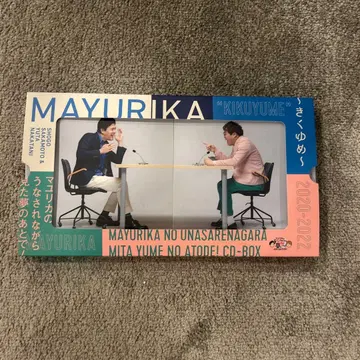 MAYURIKA
"KIKUYUME"
～きくゆめ～
SHOGO
SAKAMOTO &
YUTA
NAKATANI
マユリカの
うなされながら
見た夢のあとで！
MAYURIKA
2020-2022
MAYURIKA NO UNASARENAGARA
MITA YUME NO ATODE! CD-BOX